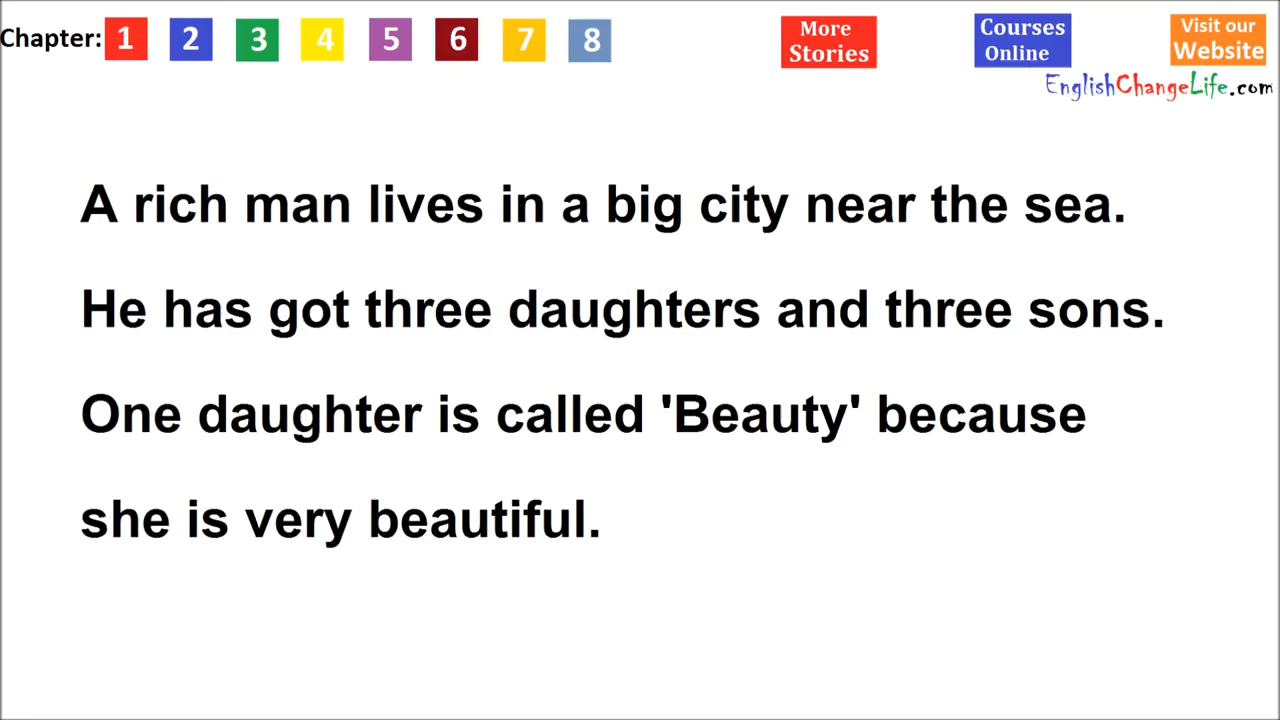 Chapter: 1 2 3 4 5 6 7 8
More
Stories
Courses
Online
Visit our
Website
EnglishChangeLife.com
A rich man lives in a big city near the sea.
He has got three daughters and three sons.
One daughter is called 'Beauty' because
she is very beautiful.